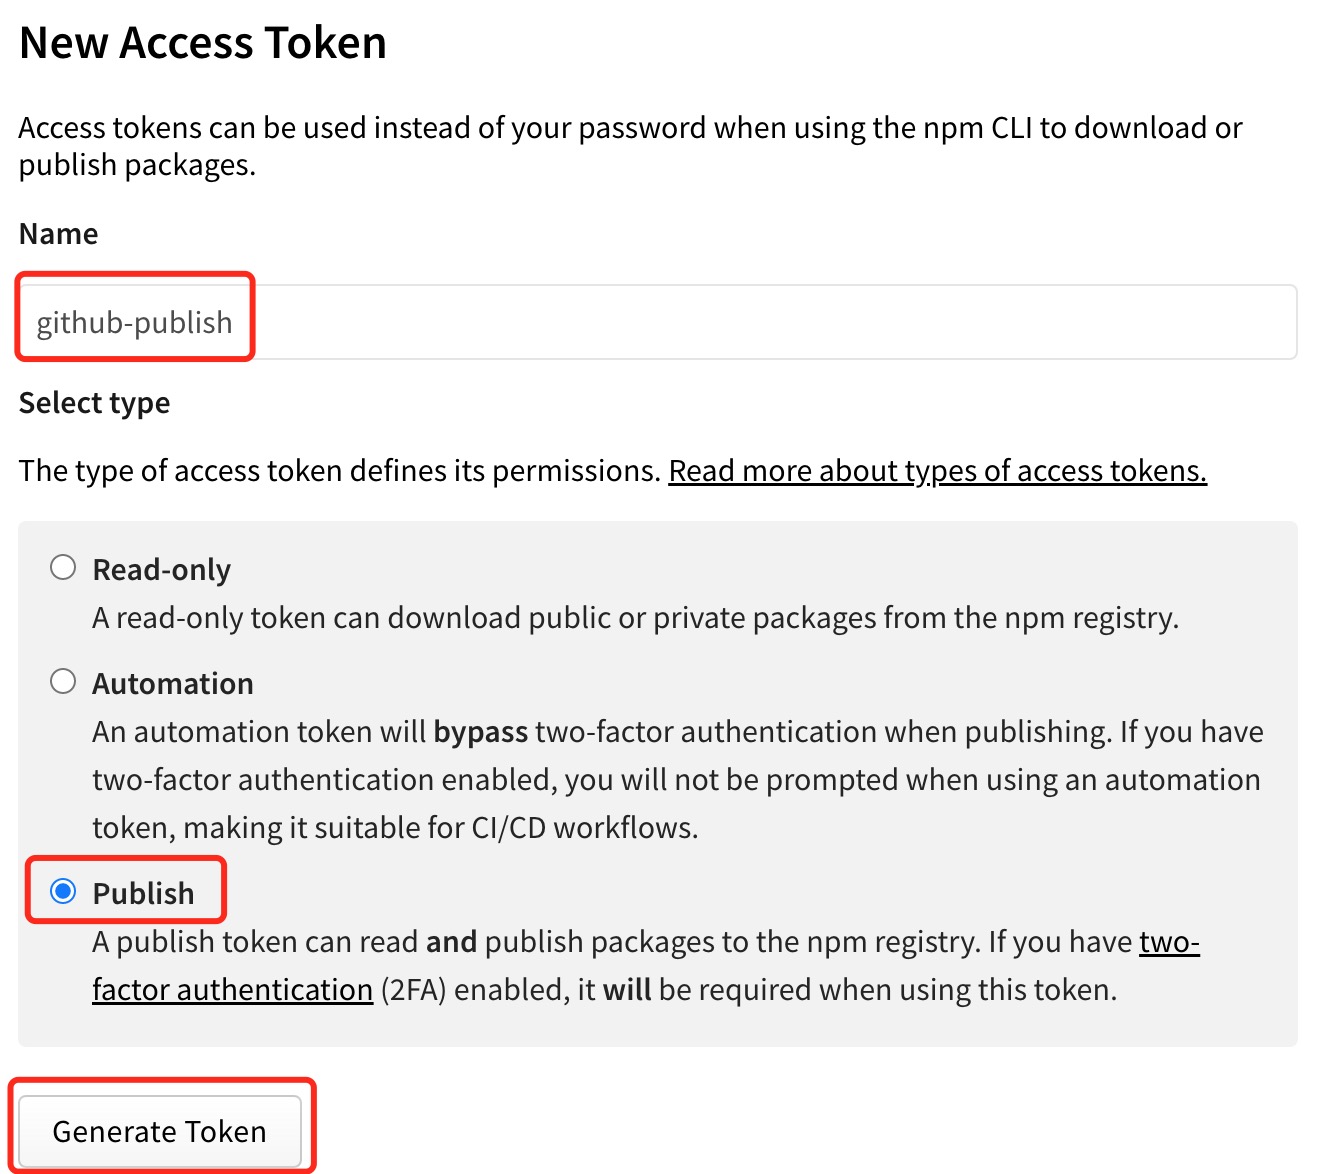 New Access Token
Access tokens can be used instead of your password when using the npm CLI to download or
publish packages.
Name
github-publish
Select type
The type of access token defines its permissions. Read more about types of access tokens.
Read-only
A read-only token can download public or private packages from the npm registry.
Automation
An automation token will bypass two-factor authentication when publishing. If you have
two-factor authentication enabled, you will not be prompted when using an automation
token, making it suitable for CI/CD workflows.
Publish
A publish token can read and publish packages to the npm registry. If you have two-
factor authentication (2FA) enabled, it will be required when using this token.
Generate Token